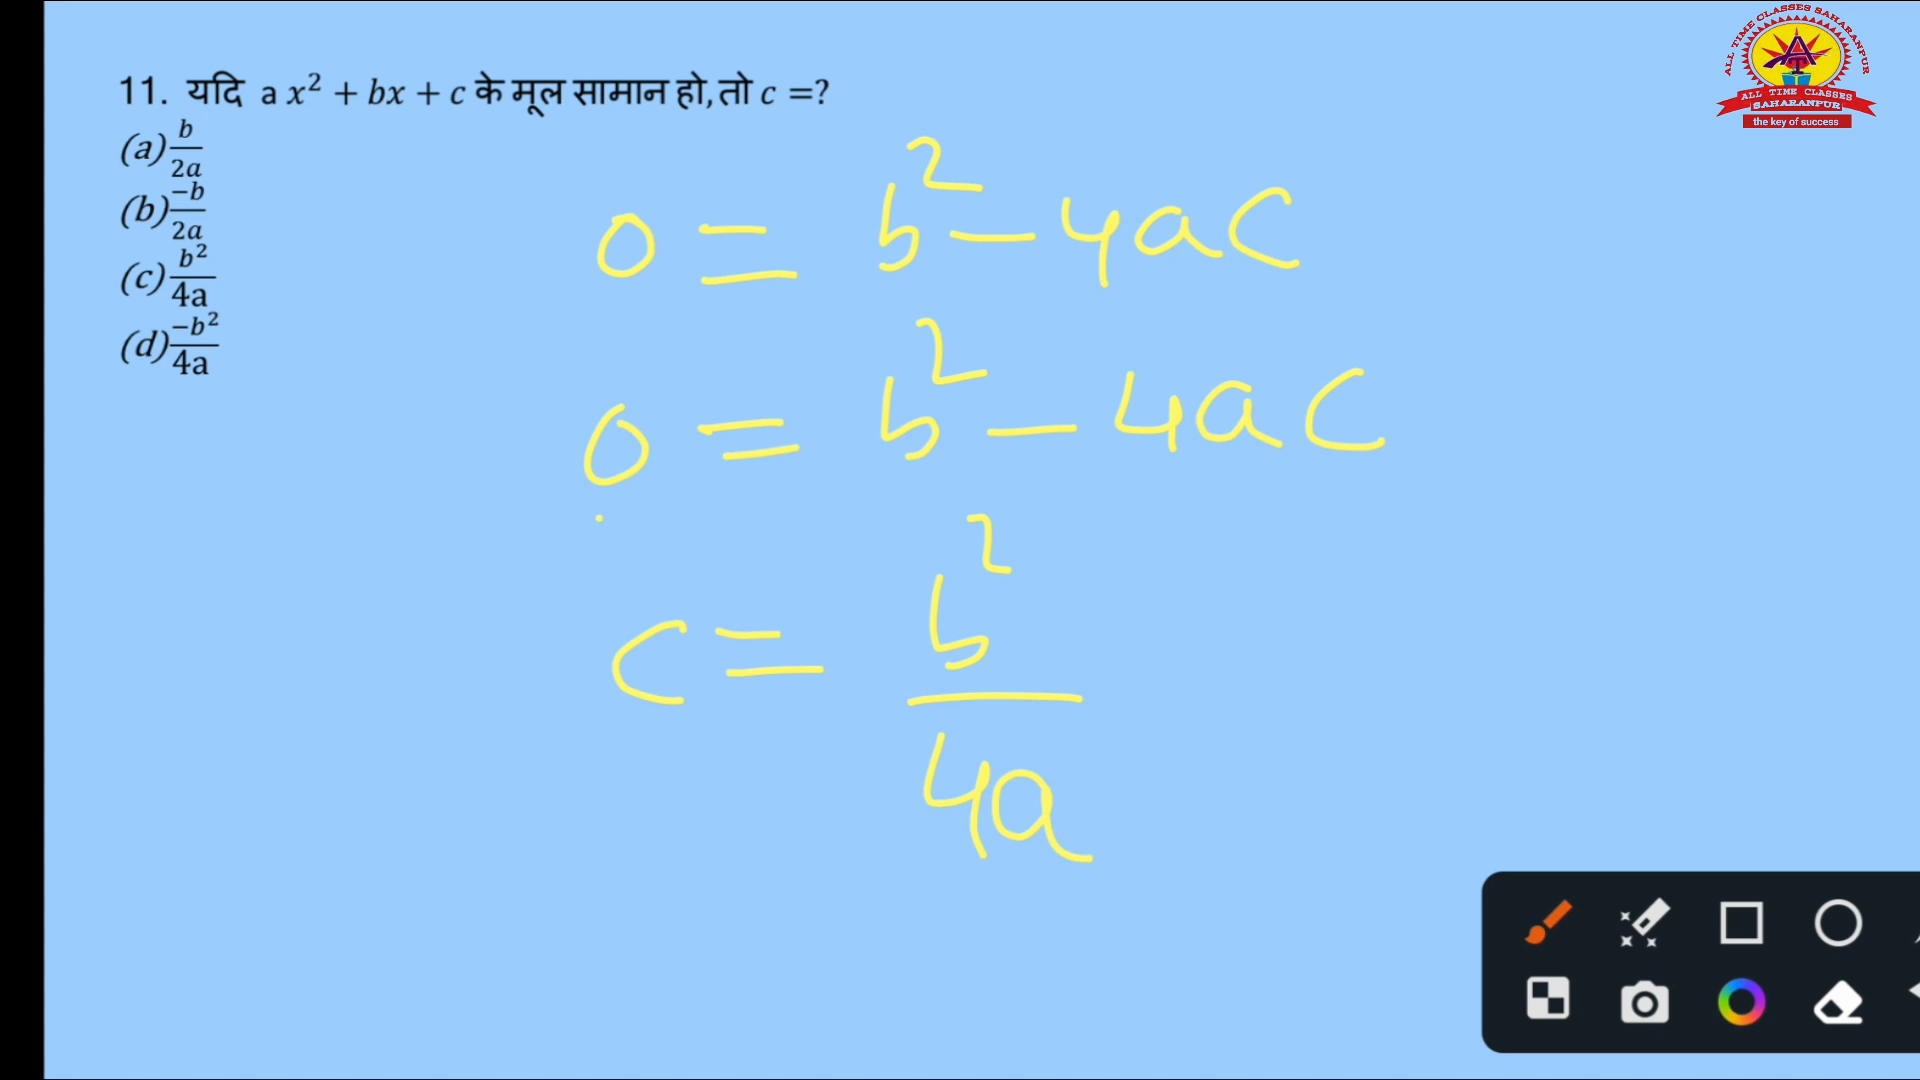 11. यदि a x² + bx + c के मूल सामान हो, तो c =?
(a) b/2a
(b) -b/2a
(c) b²/4a
(d) -b²/4a
0 = b² - 4ac
0 = b² - 4ac
c = b²/4a
ALL TIME CLASSES SAHARANPUR
AT
ALL TIME CLASSES
SAHARANPUR
the key of success